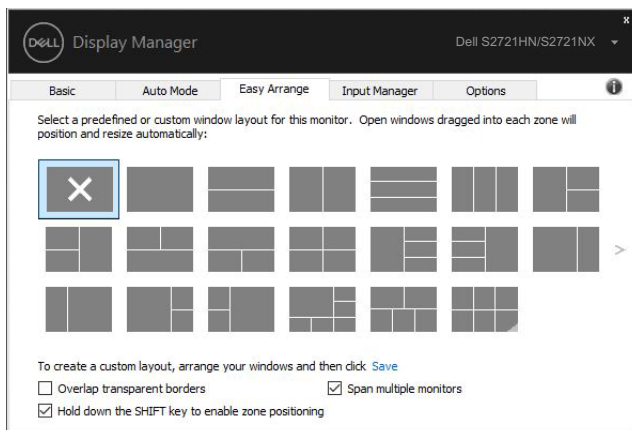 x
DELL Display Manager Dell S2721HN/S2721NX
Basic Auto Mode Easy Arrange Input Manager Options
Select a predefined or custom window layout for this monitor. Open windows dragged into each zone will
position and resize automatically:
To create a custom layout, arrange your windows and then click Save
Overlap transparent borders Span multiple monitors
Hold down the SHIFT key to enable zone positioning